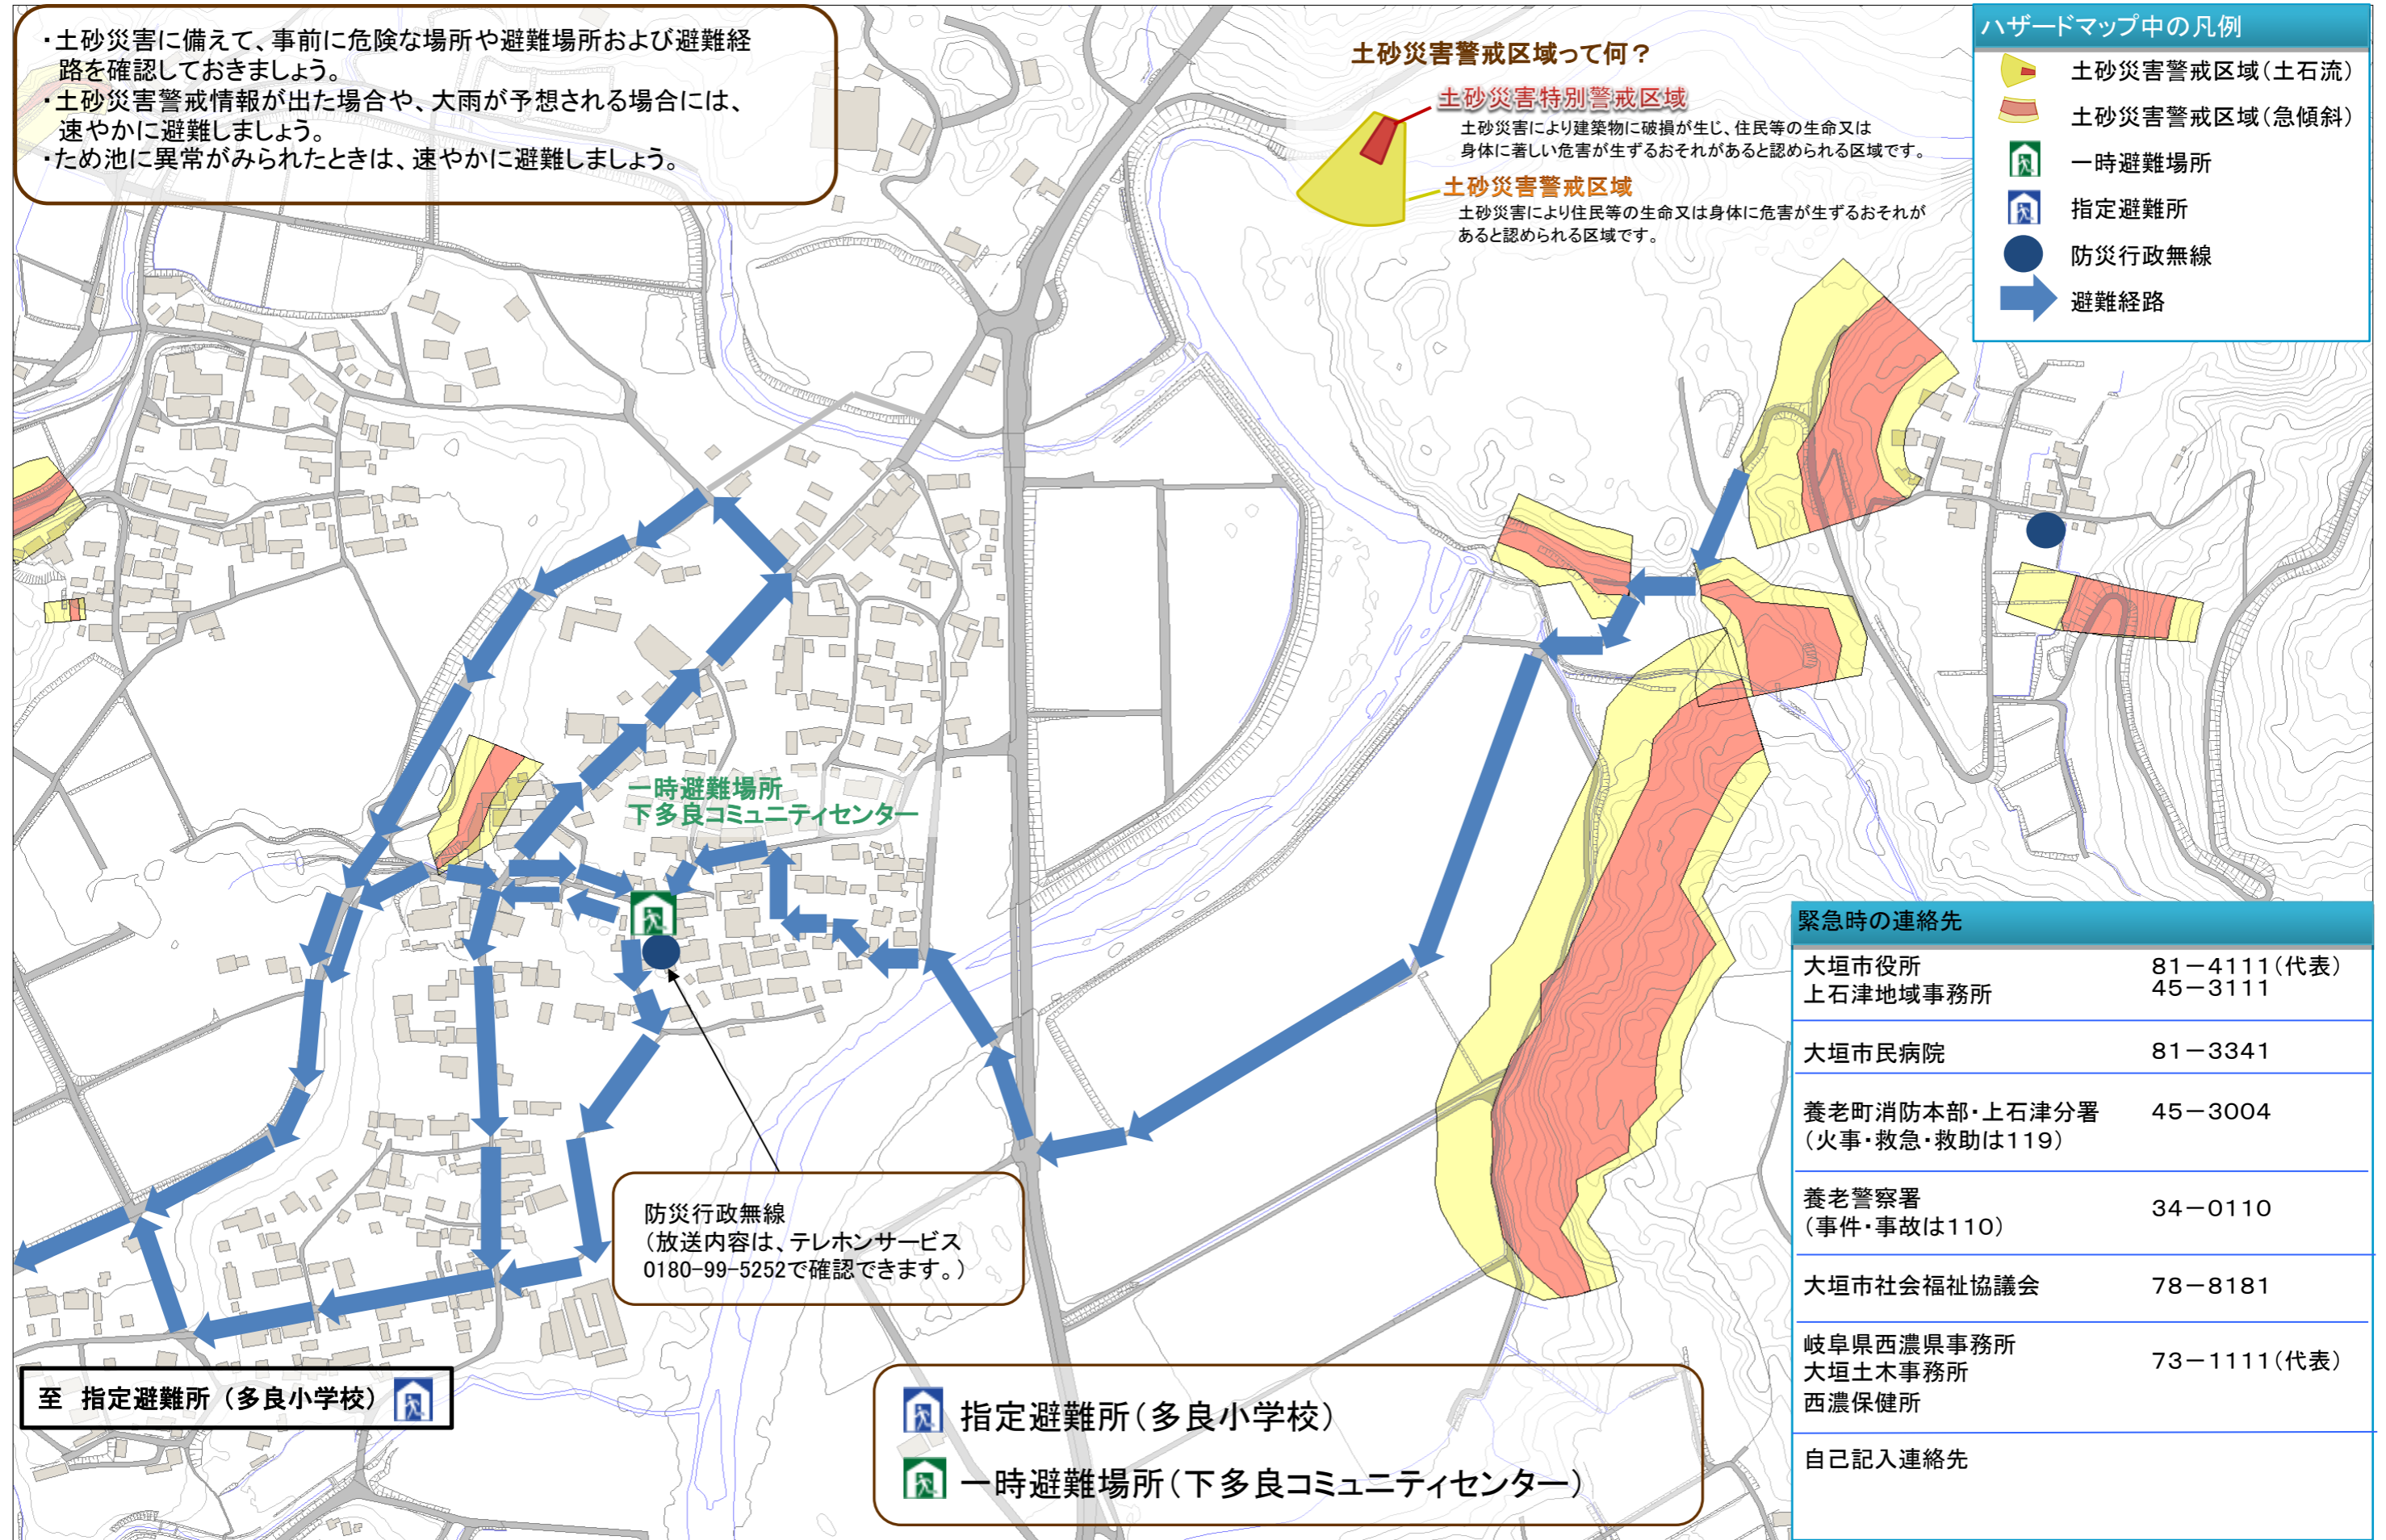 ・土砂災害に備えて、事前に危険な場所や避難場所および避難経
路を確認しておきましょう。
・土砂災害警戒情報が出た場合や、大雨が予想される場合には、
速やかに避難しましょう。
・ため池に異常がみられたときは、速やかに避難しましょう。
土砂災害警戒区域って何？
土砂災害特別警戒区域
土砂災害により建築物に破損が生じ、住民等の生命又は
身体に著しい危害が生ずるおそれがあると認められる区域です。
土砂災害警戒区域
土砂災害により住民等の生命又は身体に危害が生ずるおそれが
あると認められる区域です。
ハザードマップ中の凡例
土砂災害警戒区域（土石流）
土砂災害警戒区域（急傾斜）
一時避難場所
指定避難所
防災行政無線
避難経路
一時避難場所
下多良コミュニティセンター
防災行政無線
（放送内容は、テレホンサービス
0180-99-5252で確認できます。）
至　指定避難所（多良小学校）
指定避難所（多良小学校）
一時避難場所（下多良コミュニティセンター）
緊急時の連絡先
大垣市役所　８１－４１１１（代表）
上石津地域事務所　４５－３１１１
大垣市民病院　８１－３３４１
養老町消防本部・上石津分署　４５－３００４
（火事・救急・救助は１１９）
養老警察署　３４－０１１０
（事件・事故は１１０）
大垣市社会福祉協議会　７８－８１８１
岐阜県西濃県事務所
大垣土木事務所　７３－１１１１（代表）
西濃保健所
自己記入連絡先